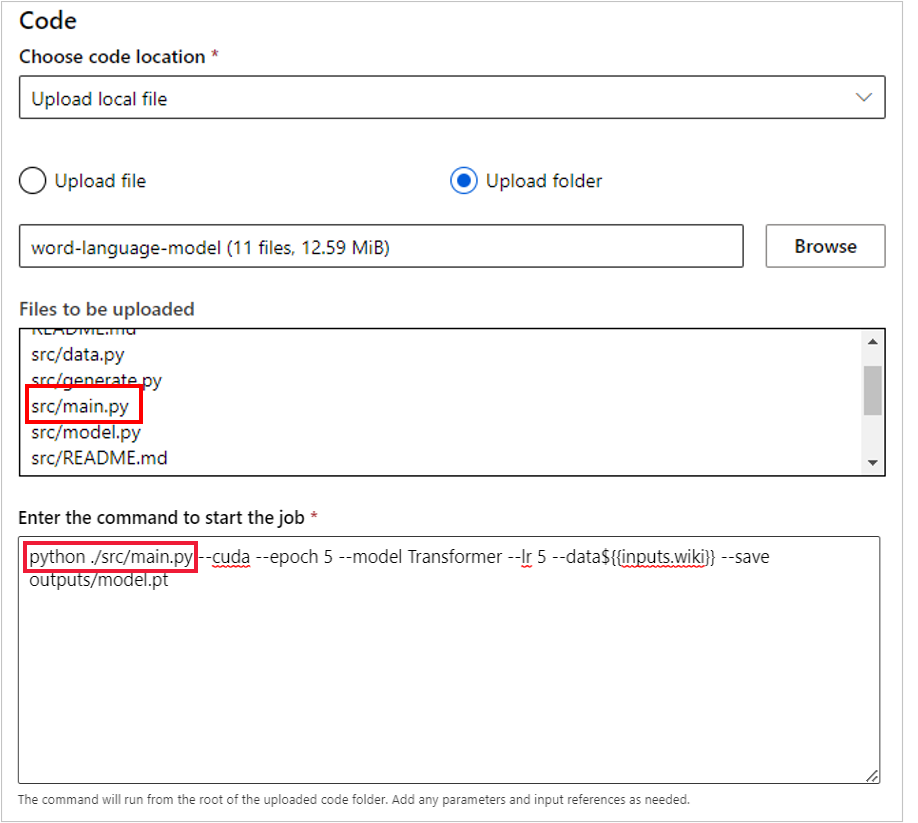 Code
Choose code location *
Upload local file
Upload file
Upload folder
word-language-model (11 files, 12.59 MiB)
Browse
Files to be uploaded
README.md
src/data.py
src/generate.py
src/main.py
src/model.py
src/README.md
Enter the command to start the job *
python ./src/main.py --cuda --epoch 5 --model Transformer --lr 5 --data${{inputs.wiki}} --save
outputs/model.pt
The command will run from the root of the uploaded code folder. Add any parameters and input references as needed.